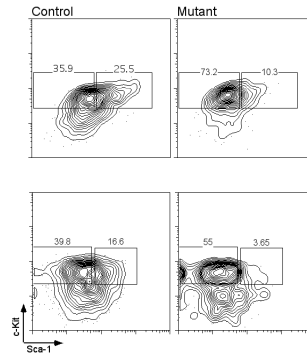 Control Mutant
35.9 25.5 73.2 10.3
39.8 16.6 55 3.65
c-Kit
Sca-1